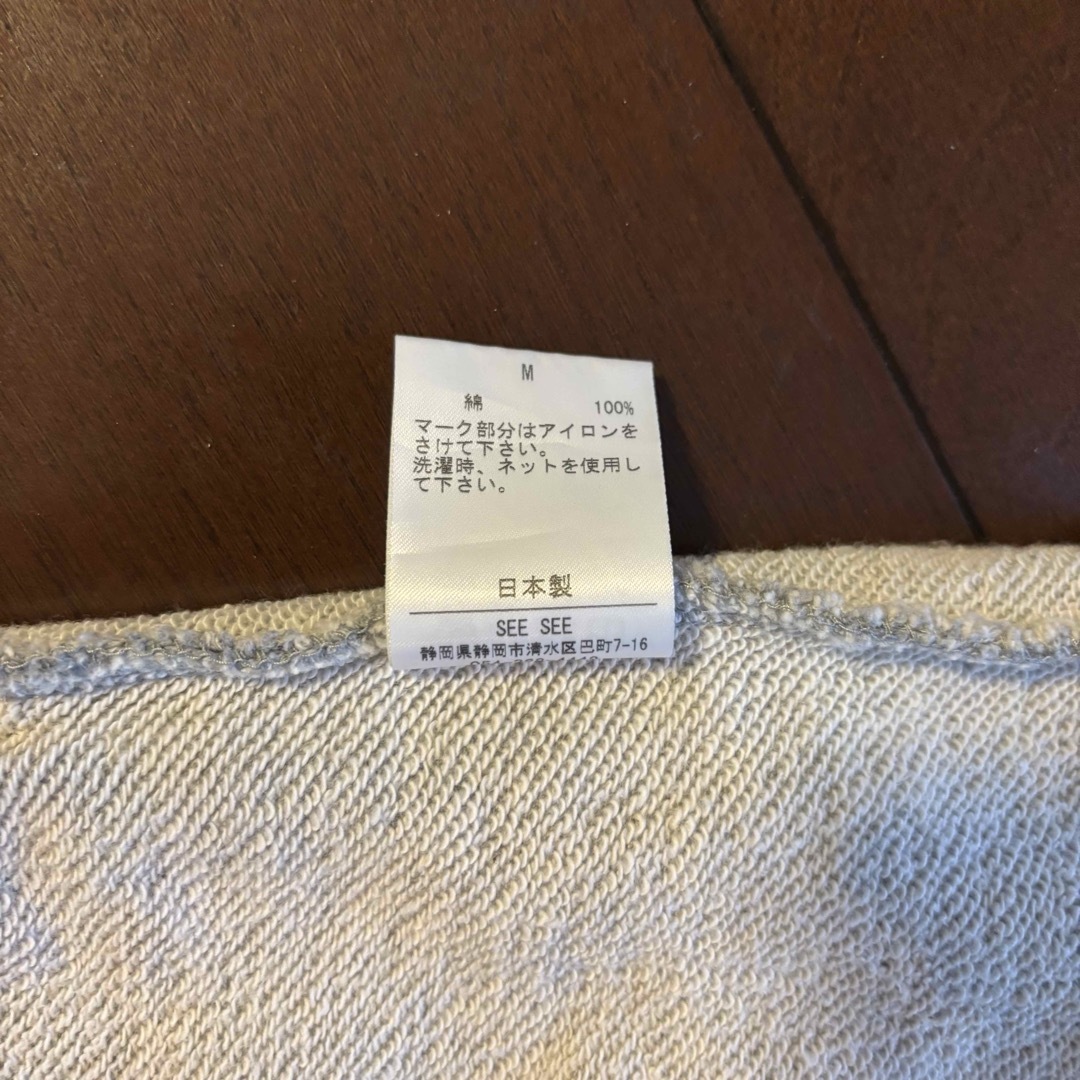 M
綿 100%
マーク部分はアイロンを
さけて下さい。
洗濯時、ネットを使用し
て下さい。
日本製
SEE SEE
静岡県静岡市清水区巴町7-16